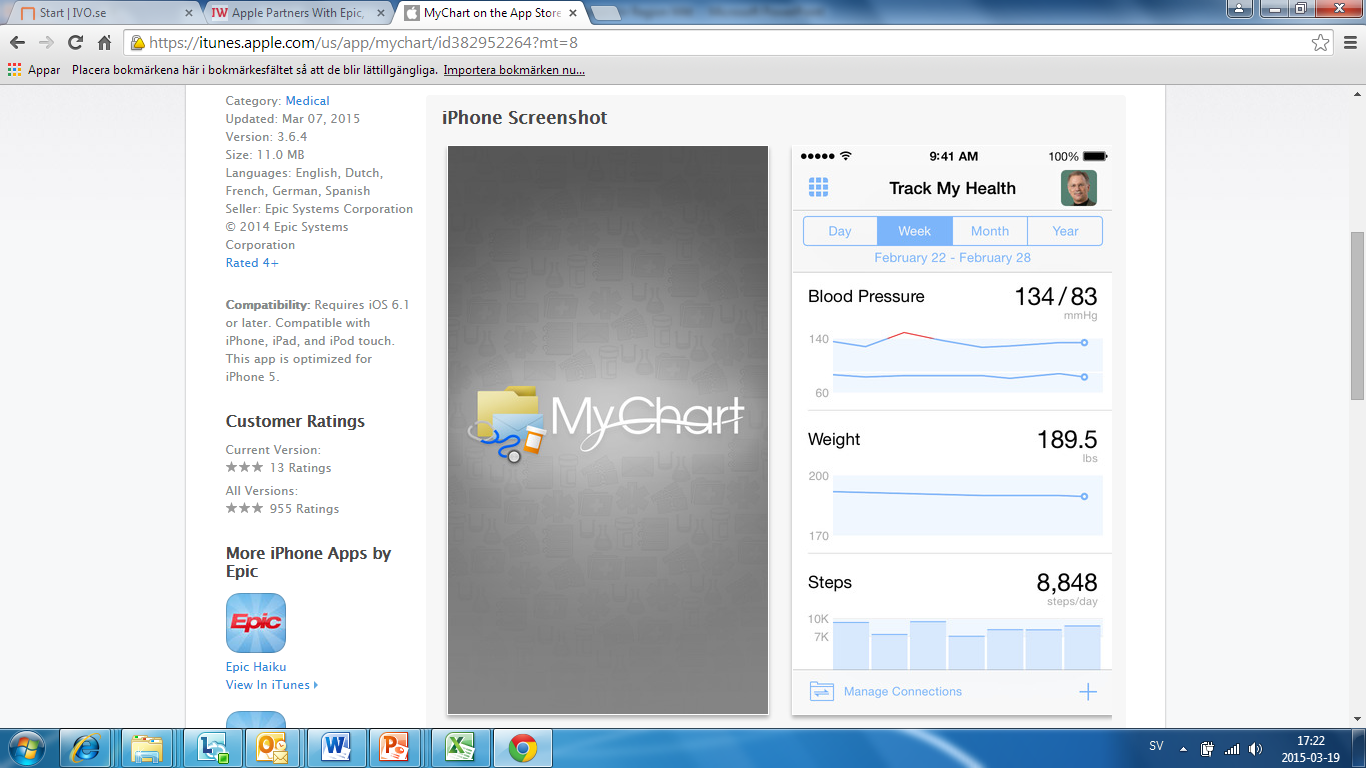 Start | IVO.se
Apple Partners With Epic,
MyChart on the App Store
https://itunes.apple.com/us/app/mychart/id382952264?mt=8
Appar
Placera bokmärkena här i bokmärkesfältet så att de blir lättillgängliga. Importera bokmärken nu...
Category: Medical
Updated: Mar 07, 2015
Version: 3.6.4
Size: 11.0 MB
Languages: English, Dutch,
French, German, Spanish
Seller: Epic Systems Corporation
© 2014 Epic Systems
Corporation
Rated 4+
Compatibility: Requires iOS 6.1
or later. Compatible with
iPhone, iPad, and iPod touch.
This app is optimized for
iPhone 5.
Customer Ratings
Current Version:
★★★ 13 Ratings
All Versions:
★★★ 955 Ratings
More iPhone Apps by
Epic
Epic
Epic Haiku
View In iTunes
iPhone Screenshot
MyChart
9:41 AM 100%
Track My Health
Day Week Month Year
February 22 - February 28
Blood Pressure 134/83
mmHg
140
60
Weight 189.5
lbs
200
170
Steps 8,848
steps/day
10K
7K
Manage Connections
SV
17:22
2015-03-19